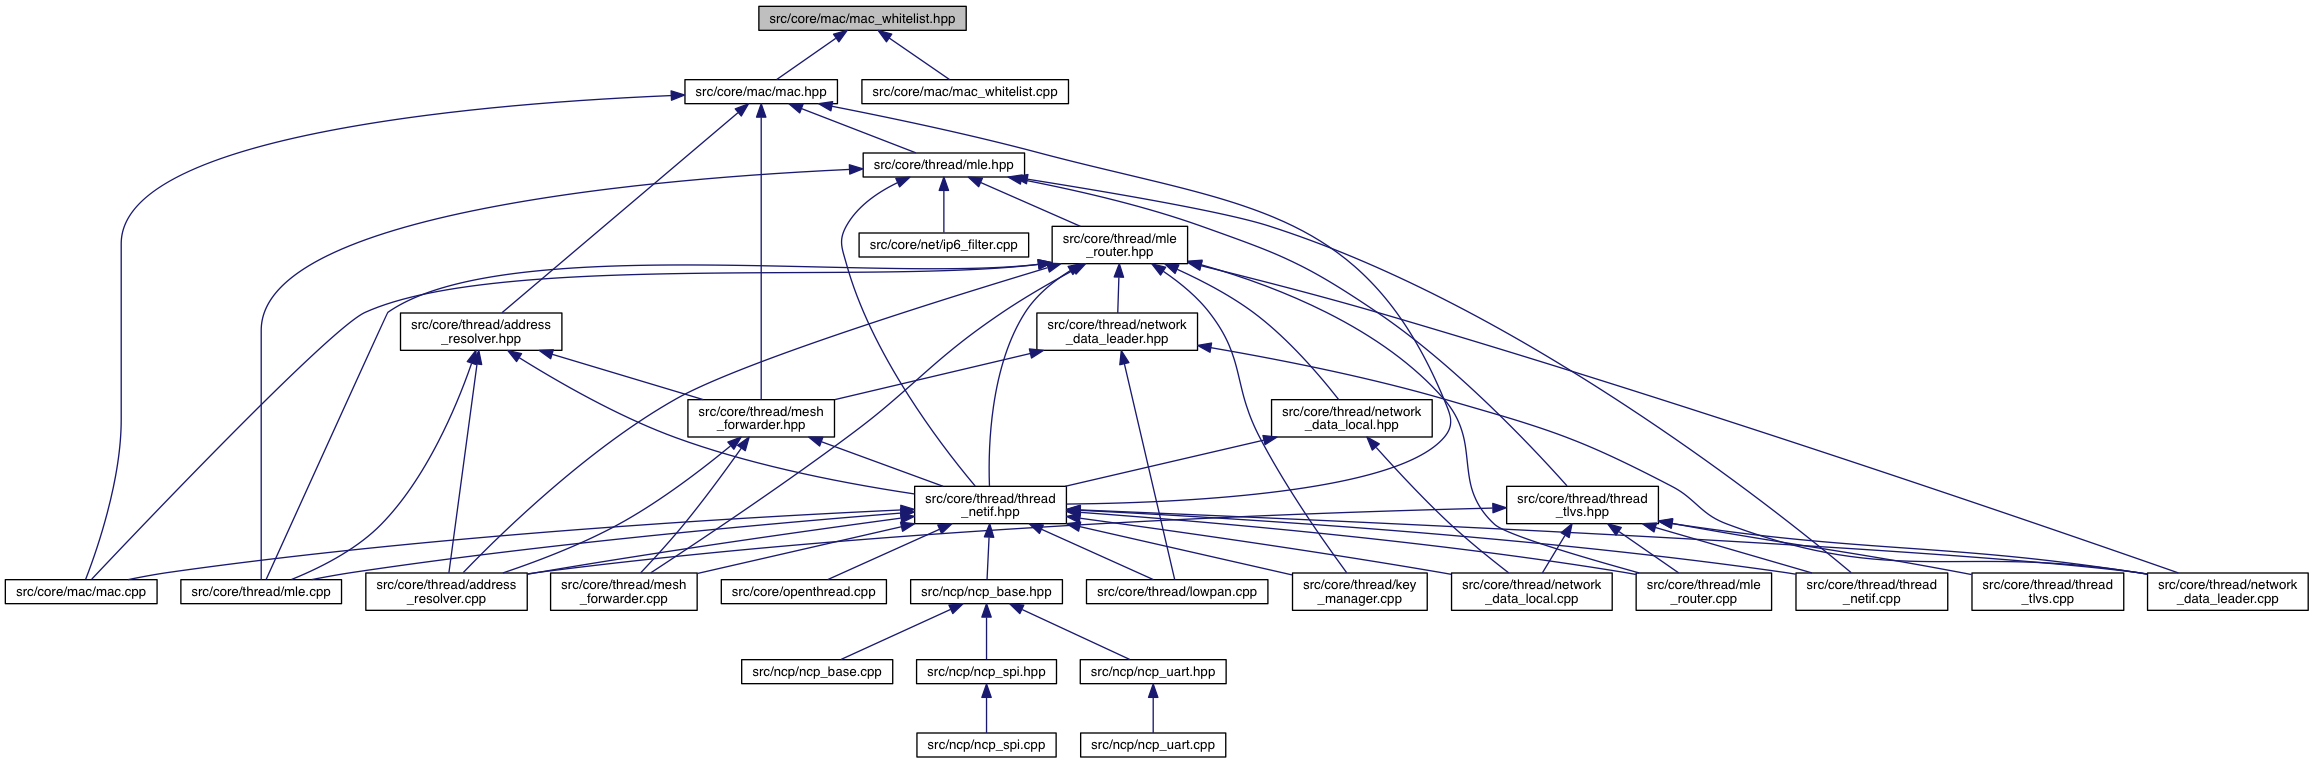 src/core/mac/mac_whitelist.hpp
src/core/mac/mac.hpp
src/core/mac/mac_whitelist.cpp
src/core/thread/mle.hpp
src/core/net/ip6_filter.cpp
src/core/thread/mle
_router.hpp
src/core/thread/address
_resolver.hpp
src/core/thread/network
_data_leader.hpp
src/core/thread/mesh
_forwarder.hpp
src/core/thread/network
_data_local.hpp
src/core/thread/thread
_netif.hpp
src/core/thread/thread
_tlvs.hpp
src/core/mac/mac.cpp
src/core/thread/mle.cpp
src/core/thread/address
_resolver.cpp
src/core/thread/mesh
_forwarder.cpp
src/core/openthread.cpp
src/ncp/ncp_base.hpp
src/core/thread/lowpan.cpp
src/core/thread/key
_manager.cpp
src/core/thread/network
_data_local.cpp
src/core/thread/mle
_router.cpp
src/core/thread/thread
_netif.cpp
src/core/thread/thread
_tlvs.cpp
src/core/thread/network
_data_leader.cpp
src/ncp/ncp_base.cpp
src/ncp/ncp_spi.hpp
src/ncp/ncp_uart.hpp
src/ncp/ncp_spi.cpp
src/ncp/ncp_uart.cpp